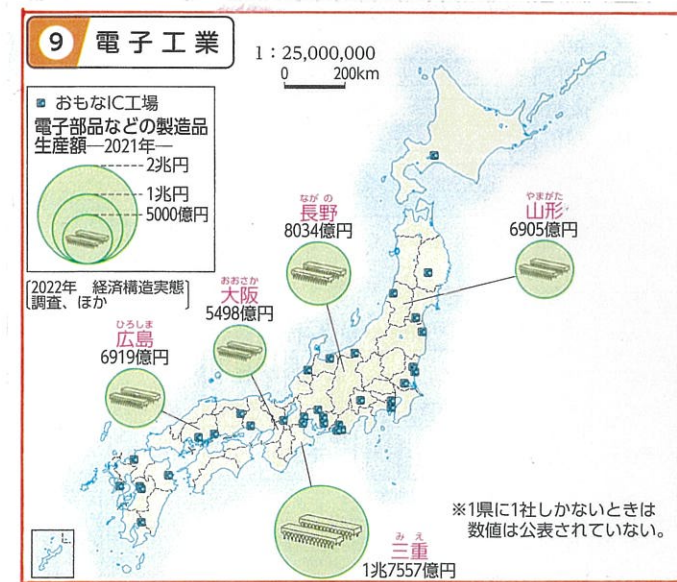 9 電子工業
1：25,000,000
0 200km
おもなIC工場
電子部品などの製造品
生産額―2021年―
2兆円
1兆円
5000億円
〔2022年　経済構造実態
調査、ほか〕
ながの
長野
8034億円
やまがた
山形
6905億円
おおさか
大阪
5498億円
ひろしま
広島
6919億円
みえ
三重
1兆7557億円
※1県に1社しかないときは
数値は公表されていない。